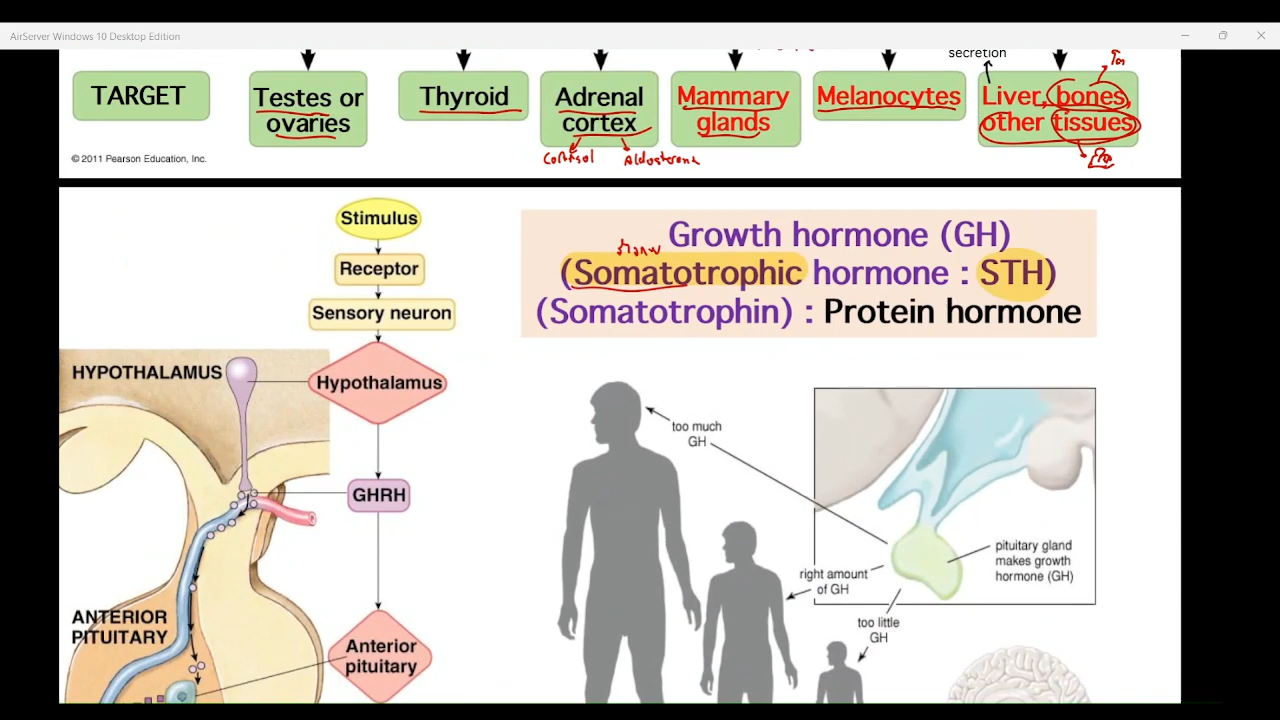 AirServer Windows 10 Desktop Edition
secretion
TARGET
Testes or
ovaries
Thyroid
Adrenal
cortex
Mammary
glands
Melanocytes
Liver, bones,
other tissues
Cortisol
Aldosterone
© 2011 Pearson Education, Inc.
Stimulus
Receptor
Sensory neuron
HYPOTHALAMUS
Hypothalamus
GHRH
ANTERIOR
PITUITARY
Anterior
pituitary
Growth hormone (GH)
(Somatotrophic hormone : STH)
(Somatotrophin) : Protein hormone
too much
GH
right amount
of GH
too little
GH
pituitary gland
makes growth
hormone (GH)